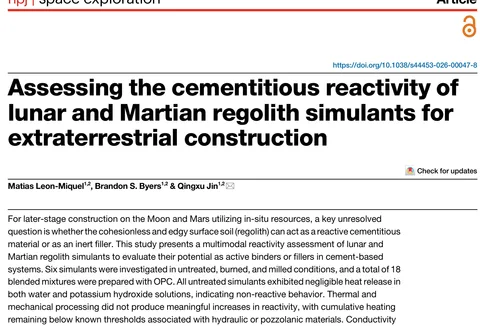 npj | space exploration
Article
https://doi.org/10.1038/s44453-026-00047-8
Assessing the cementitious reactivity of
lunar and Martian regolith simulants for
extraterrestrial construction
Check for updates
Matias Leon-Miquel1,2, Brandon S. Byers1,2 & Qingxu Jin1,2
For later-stage construction on the Moon and Mars utilizing in-situ resources, a key unresolved
question is whether the cohesionless and edgy surface soil (regolith) can act as a reactive cementitious
material or as an inert filler. This study presents a multimodal reactivity assessment of lunar and
Martian regolith simulants to evaluate their potential as active binders or fillers in cement-based
systems. Six simulants were investigated in untreated, burned, and milled conditions, and a total of 18
blended mixtures were prepared with OPC. All untreated simulants exhibited negligible heat release in
both water and potassium hydroxide solutions, indicating non-reactive behavior. Thermal and
mechanical processing did not produce meaningful increases in reactivity, with cumulative heating
remaining below known thresholds associated with hydraulic or pozzolanic materials. Conductivity